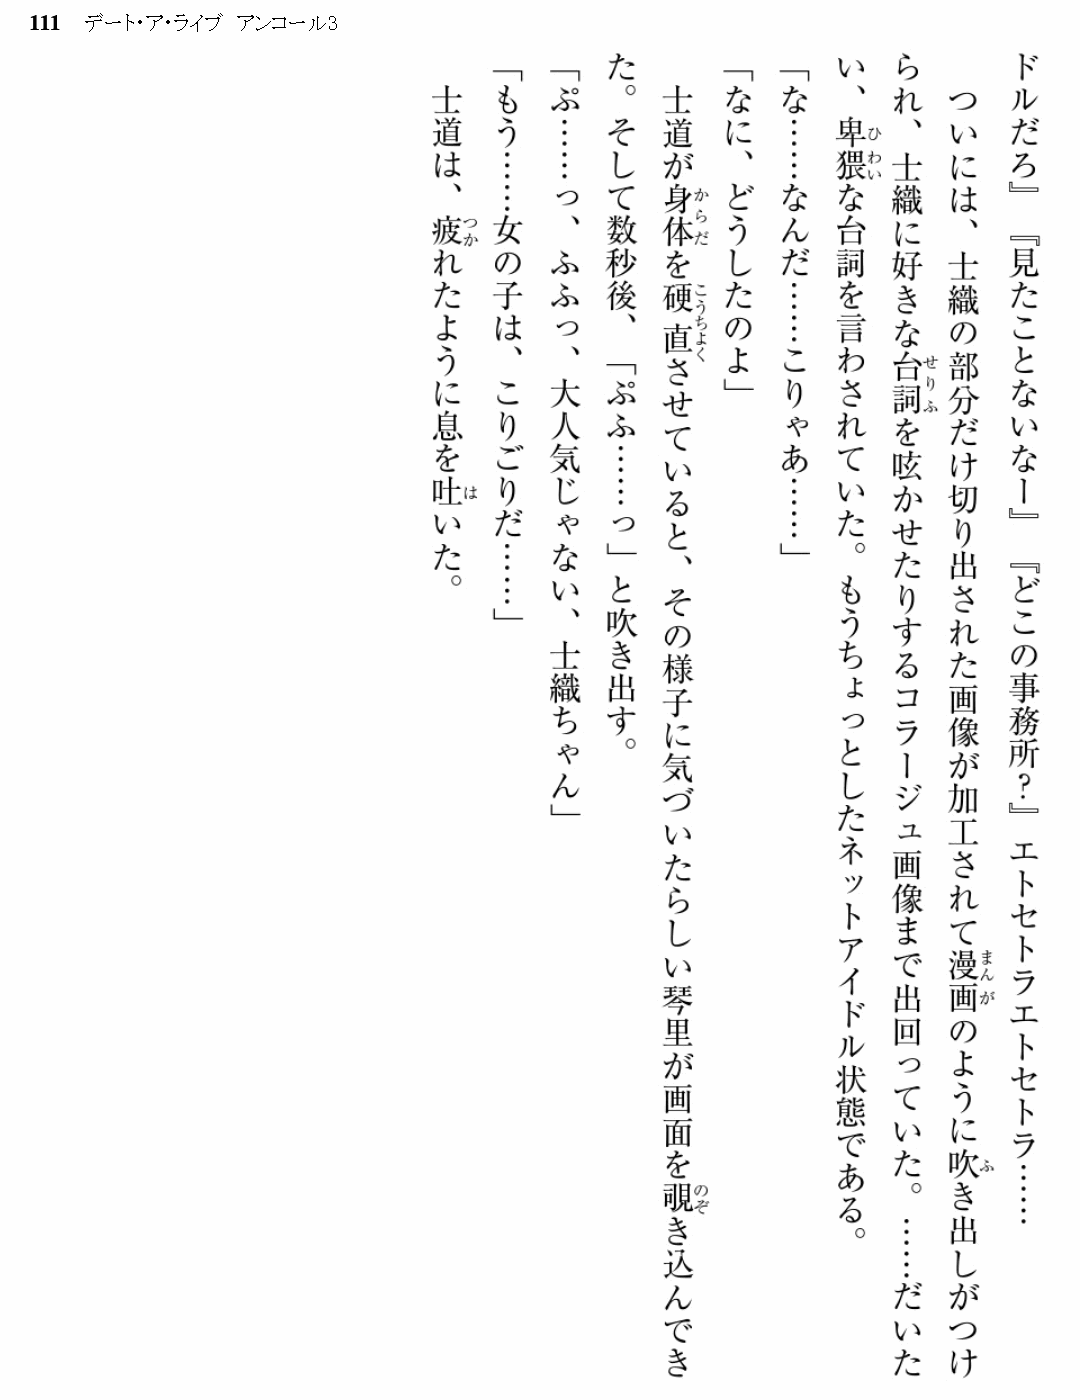 111 デート・ア・ライブ アンコール3
ドルだろ』『見たことないなー』『どこの事務所？』エトセトラエトセトラ……
ついには、士織の部分だけ切り出された画像が加工されて漫画のように吹き出しがつけ
られ、士織に好きな台詞を呟かせたりするコラージュ画像まで出回っていた。……だいた
い、卑猥な台詞を言わされていた。もうちょっとしたネットアイドル状態である。
「な……なんだ……こりゃあ……」
「なに、どうしたのよ」
士道が身体を硬直させていると、その様子に気づいたらしい琴里が画面を覗き込んでき
た。そして数秒後、「ぷふ……っ」と吹き出す。
「ぷ……っ、ふふっ、大人気じゃない、士織ちゃん」
「もう……女の子は、こりごりだ……」
士道は、疲れたように息を吐いた。